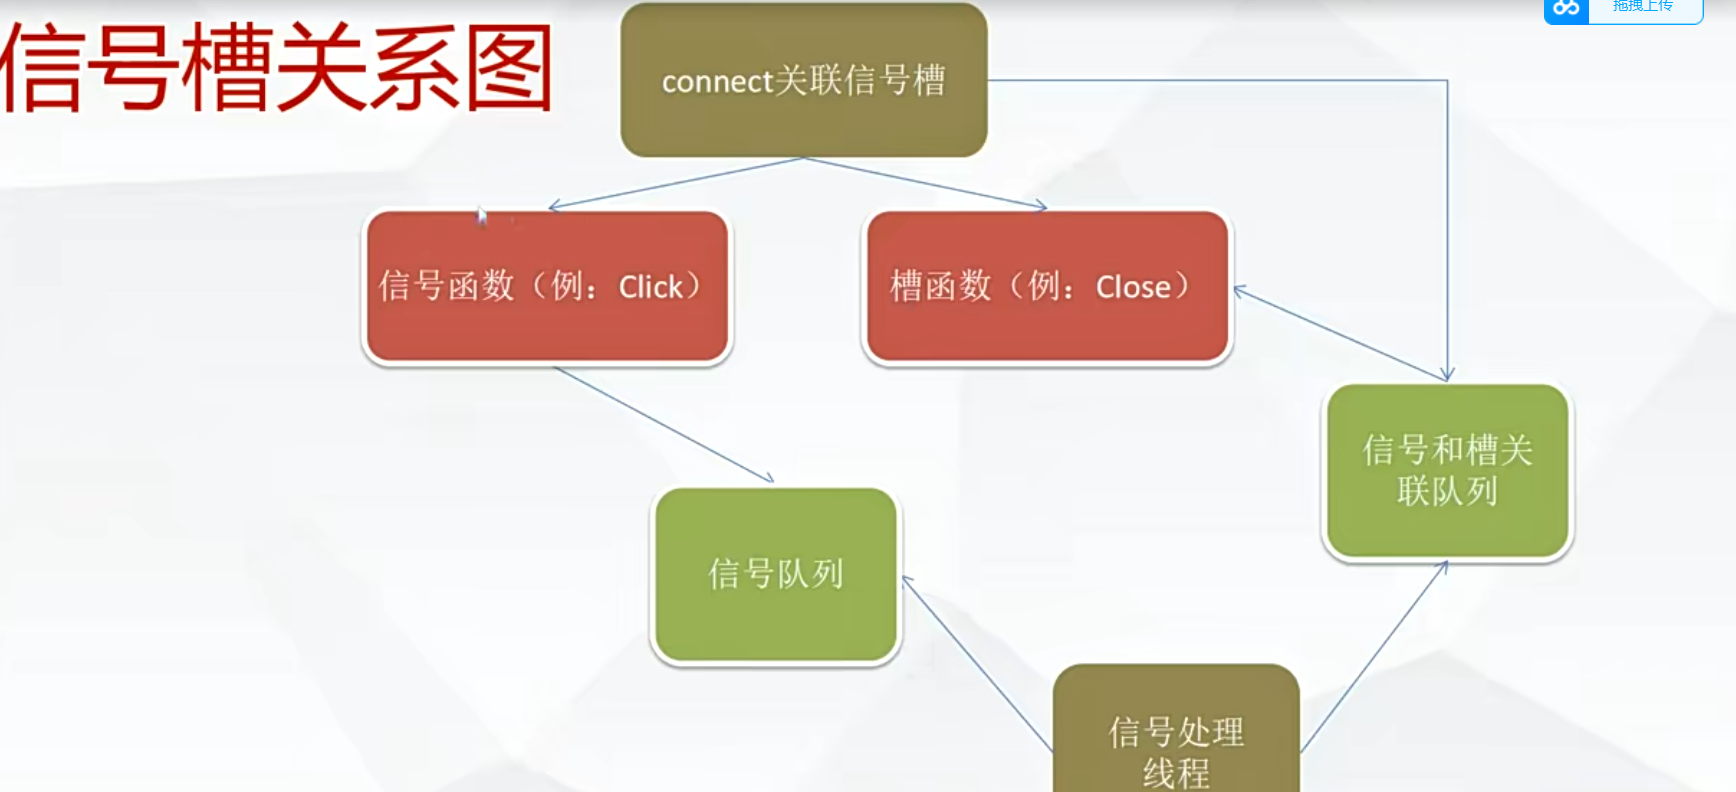 拖拽上传
信号槽关系图
connect关联信号槽
信号函数（例：Click）
槽函数（例：Close）
信号和槽关
联队列
信号队列
信号处理
线程